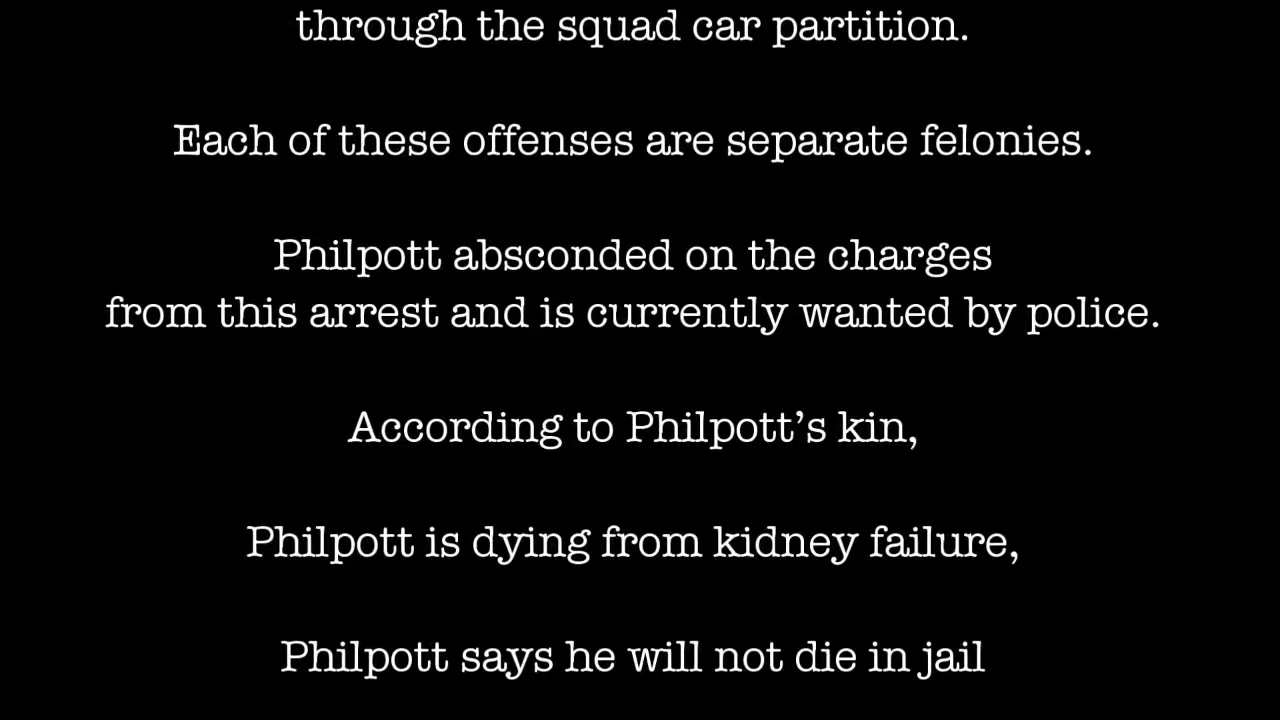 through the squad car partition.
Each of these offenses are separate felonies.
Philpott absconded on the charges
from this arrest and is currently wanted by police.
According to Philpott’s kin,
Philpott is dying from kidney failure,
Philpott says he will not die in jail